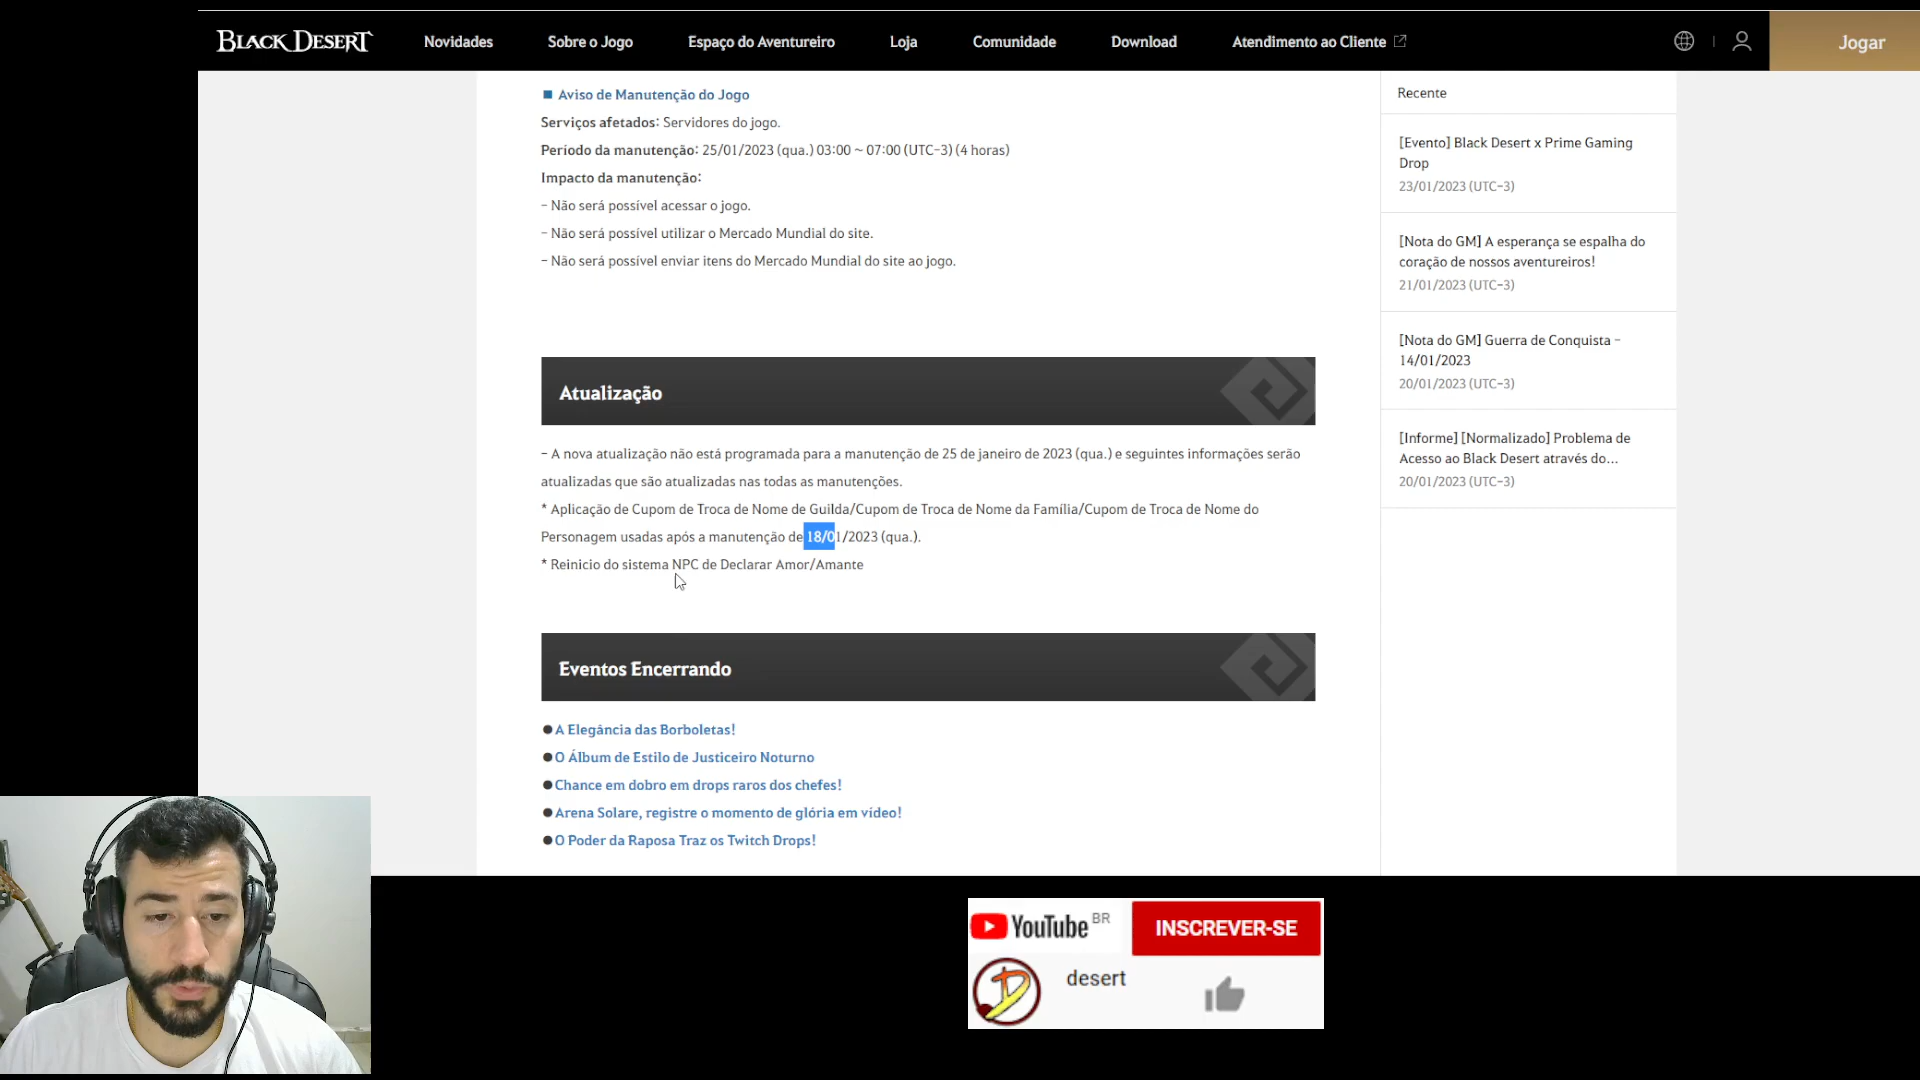 BLACK DESERT
Novidades
Sobre o Jogo
Espaço do Aventureiro
Loja
Comunidade
Download
Atendimento ao Cliente
Jogar
■ Aviso de Manutenção do Jogo
Serviços afetados: Servidores do jogo.
Período da manutenção: 25/01/2023 (qua.) 03:00 ~ 07:00 (UTC-3) (4 horas)
Impacto da manutenção:
- Não será possível acessar o jogo.
- Não será possível utilizar o Mercado Mundial do site.
- Não será possível enviar itens do Mercado Mundial do site ao jogo.
Atualização
- A nova atualização não está programada para a manutenção de 25 de janeiro de 2023 (qua.) e seguintes informações serão
atualizadas que são atualizadas nas todas as manutenções.
* Aplicação de Cupom de Troca de Nome de Guilda/Cupom de Troca de Nome da Família/Cupom de Troca de Nome do
Personagem usadas após a manutenção de 18/01/2023 (qua.).
* Reinicio do sistema NPC de Declarar Amor/Amante
Eventos Encerrando
●A Elegância das Borboletas!
●O Álbum de Estilo de Justiceiro Noturno
●Chance em dobro em drops raros dos chefes!
●Arena Solare, registre o momento de glória em vídeo!
●O Poder da Raposa Traz os Twitch Drops!
Recente
[Evento] Black Desert x Prime Gaming
Drop
23/01/2023 (UTC-3)
[Nota do GM] A esperança se espalha do
coração de nossos aventureiros!
21/01/2023 (UTC-3)
[Nota do GM] Guerra de Conquista -
14/01/2023
20/01/2023 (UTC-3)
[Informe] [Normalizado] Problema de
Acesso ao Black Desert através do...
20/01/2023 (UTC-3)
YouTube BR
INSCREVER-SE
D
desert